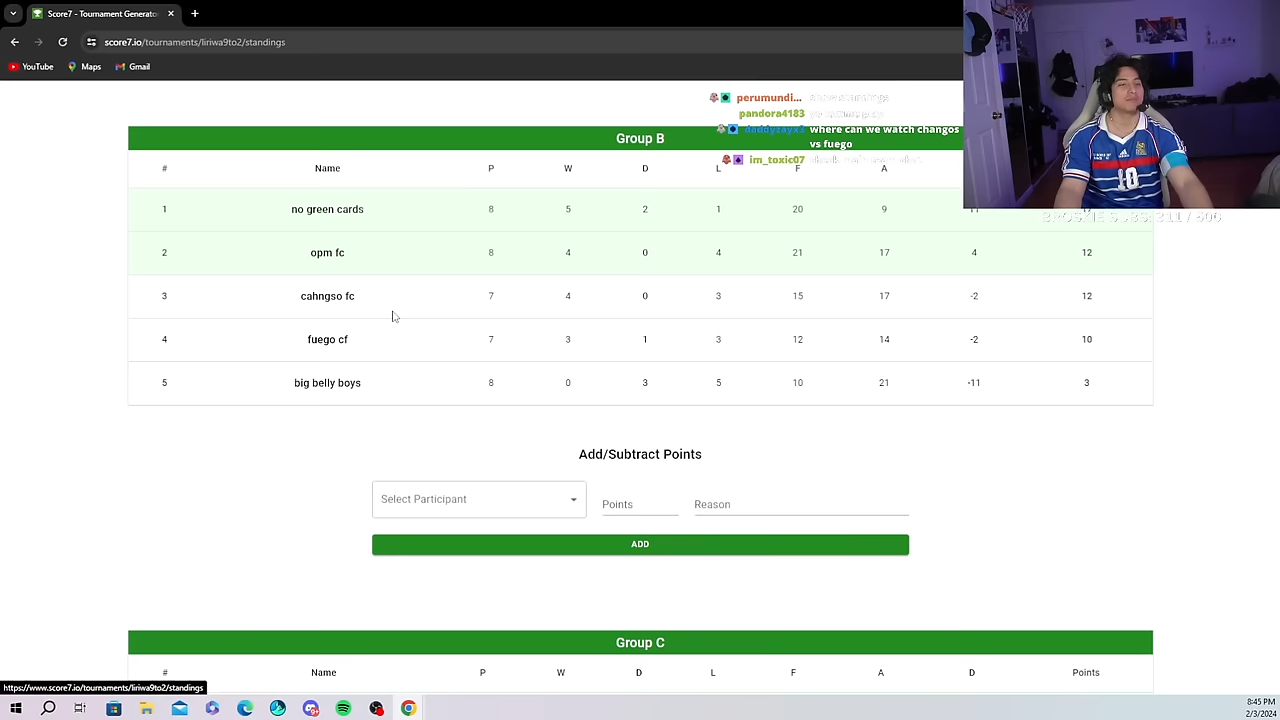 Score7 - Tournament Generato
score7.io/tournaments/liriwa9to2/standings
YouTube Maps Gmail
perumundi... show standings
pandora4183
daddyzayx3 where can we watch changos
vs fuego
im_toxic07
Group B
# Name P W D L F A
1 no green cards 8 5 2 1 20 9
2 opm fc 8 4 0 4 21 17 4 12
3 cahngso fc 7 4 0 3 15 17 -2 12
4 fuego cf 7 3 1 3 12 14 -2 10
5 big belly boys 8 0 3 5 10 21 -11 3
Add/Subtract Points
Select Participant Points Reason
ADD
Group C
# Name P W D L F A D Points
https://www.score7.io/tournaments/liriwa9to2/standings
8:45 PM
2/3/2024
10